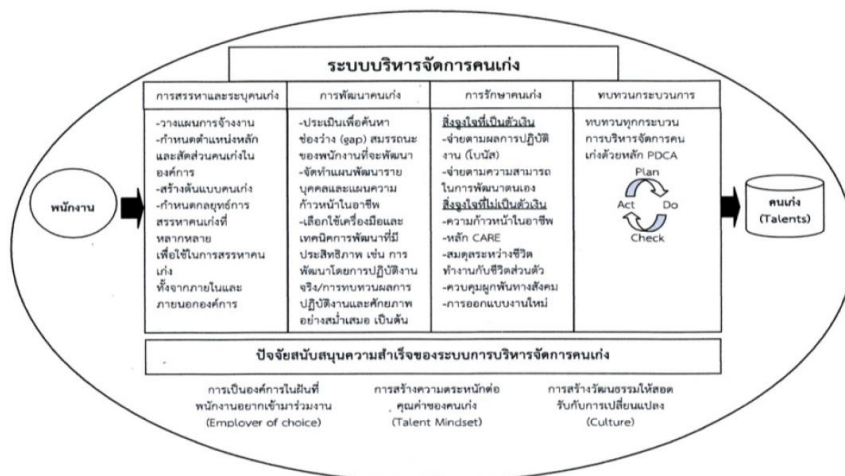 ระบบบริหารจัดการคนเก่ง
การสรรหาและระบุคนเก่ง
-วางแผนการจ้างงาน
-กำหนดตำแหน่งหลัก
และสัดส่วนคนเก่งใน
องค์การ
-สร้างต้นแบบคนเก่ง
-กำหนดกลยุทธ์การ
สรรหาคนเก่งที่
หลากหลาย
เพื่อใช้ในการสรรหาคน
เก่ง
ทั้งจากภายในและ
ภายนอกองค์การ
การพัฒนาคนเก่ง
-ประเมินเพื่อค้นหา
ช่องว่าง (gap) สมรรถนะ
ของพนักงานที่จะพัฒนา
-จัดทำแผนพัฒนาราย
บุคคลและแผนความ
ก้าวหน้าในอาชีพ
-เลือกใช้เครื่องมือและ
เทคนิคการพัฒนาที่มี
ประสิทธิภาพ เช่น การ
พัฒนาโดยการปฏิบัติงาน
จริง/การทบทวนผลการ
ปฏิบัติงานและศักยภาพ
อย่างสม่ำเสมอ เป็นต้น
การรักษาคนเก่ง
สิ่งจูงใจที่เป็นตัวเงิน
-จ่ายตามผลการปฏิบัติ
งาน (โบนัส)
-จ่ายตามความสามารถ
ในการพัฒนาตนเอง
สิ่งจูงใจที่ไม่เป็นตัวเงิน
-ความก้าวหน้าในอาชีพ
-หลัก CARE
-สมดุลระหว่างชีวิต
ทำงานกับชีวิตส่วนตัว
-ควบคุมผูกพันทางสังคม
-การออกแบบงานใหม่
ทบทวนกระบวนการ
ทบทวนทุกกระบวน
การบริหารจัดการคน
เก่งด้วยหลัก PDCA
Plan
Act Do
Check
พนักงาน
คนเก่ง
(Talents)
ปัจจัยสนับสนุนความสำเร็จของระบบการบริหารจัดการคนเก่ง
การเป็นองค์การในฝันที่
พนักงานอยากเข้ามาร่วมงาน
(Employer of choice)
การสร้างความตระหนักต่อ
คุณค่าของคนเก่ง
(Talent Mindset)
การสร้างวัฒนธรรมให้สอด
รับกับการเปลี่ยนแปลง
(Culture)